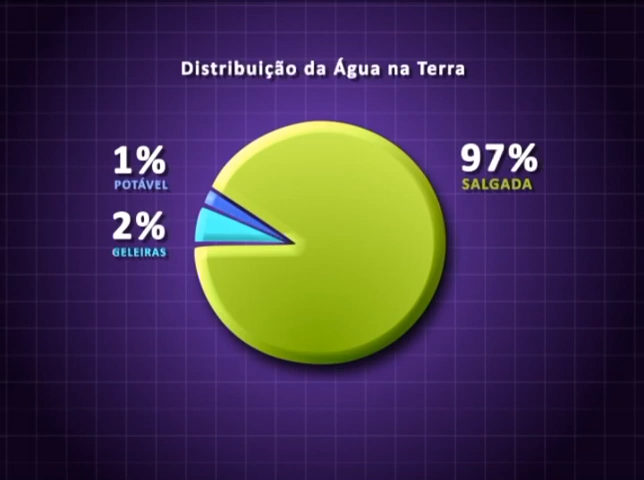 Distribuição da Água na Terra
1%
POTÁVEL
2%
GELEIRAS
97%
SALGADA